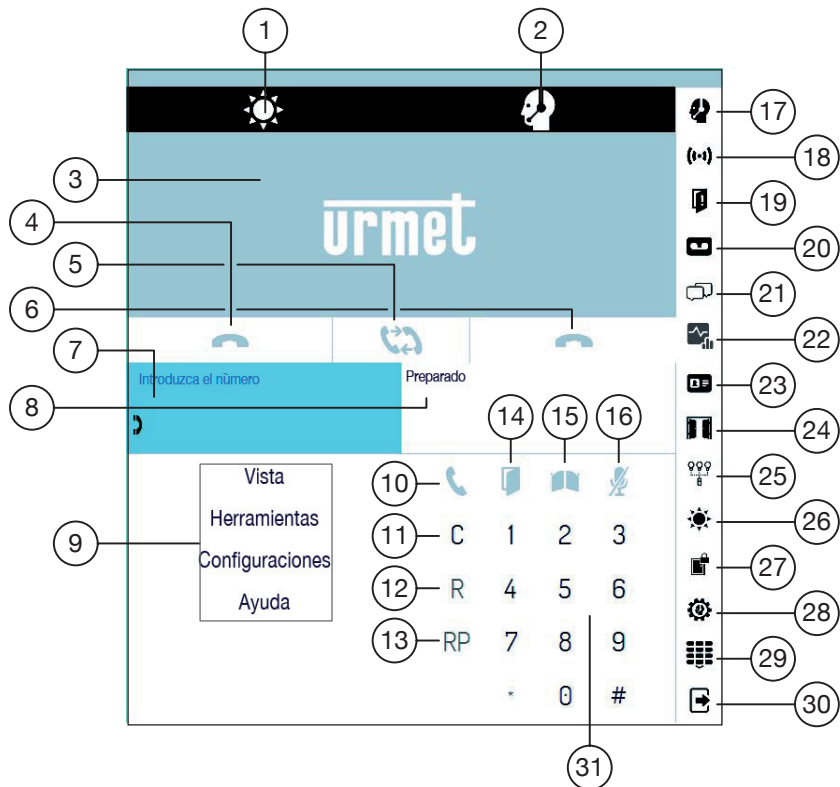 1 2
17
18
3
4 19
urmet
5 20
6 21
7 22
Introduzca el nùmero Preparado
23
8
14 15 16 24
Vista 10 25
Herramientas 11 C 1 2 3 26
9
Configuraciones 27
Ayuda 12 R 4 5 6
28
13 RP 7 8 9 29
* 0 # 30
31